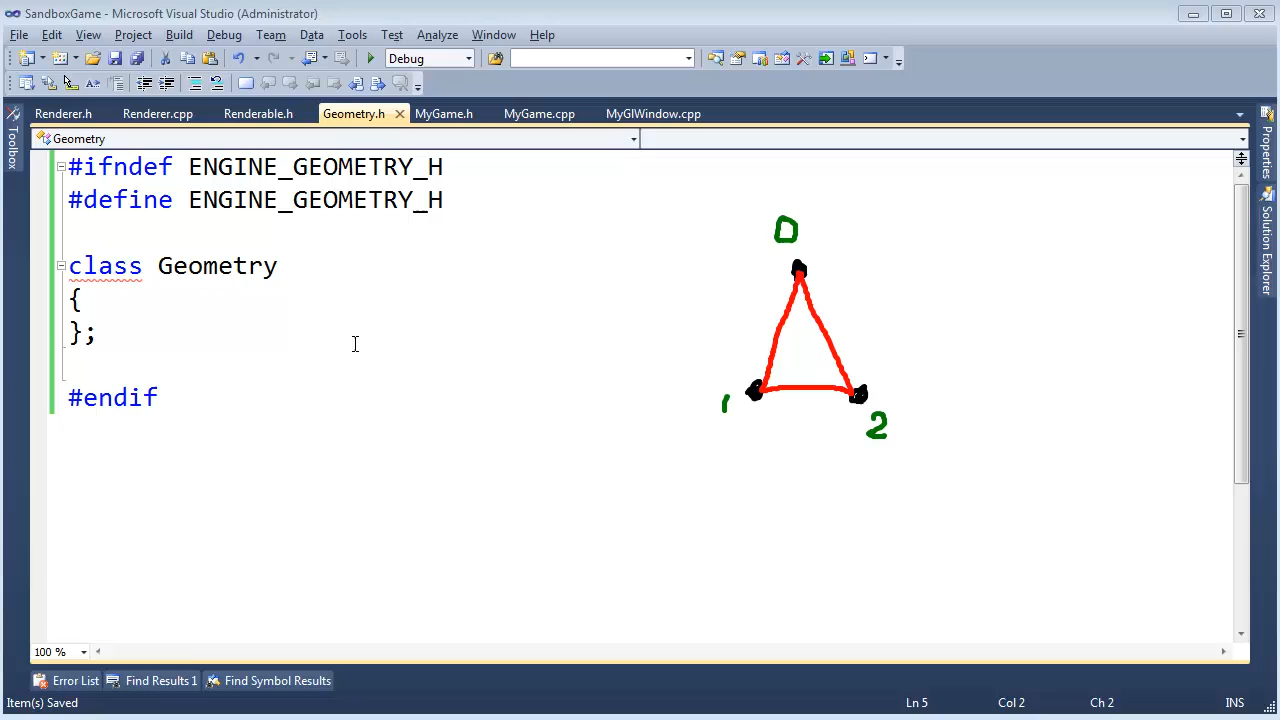 SandboxGame - Microsoft Visual Studio (Administrator)
File Edit View Project Build Debug Team Data Tools Test Analyze Window Help
Debug
Renderer.h Renderer.cpp Renderable.h Geometry.h MyGame.h MyGame.cpp MyGlWindow.cpp
Geometry
Toolbox
Properties
Solution Explorer
#ifndef ENGINE_GEOMETRY_H
#define ENGINE_GEOMETRY_H
class Geometry
{
};
#endif
0
1
2
100 %
Error List Find Results 1 Find Symbol Results
Item(s) Saved Ln 5 Col 2 Ch 2 INS